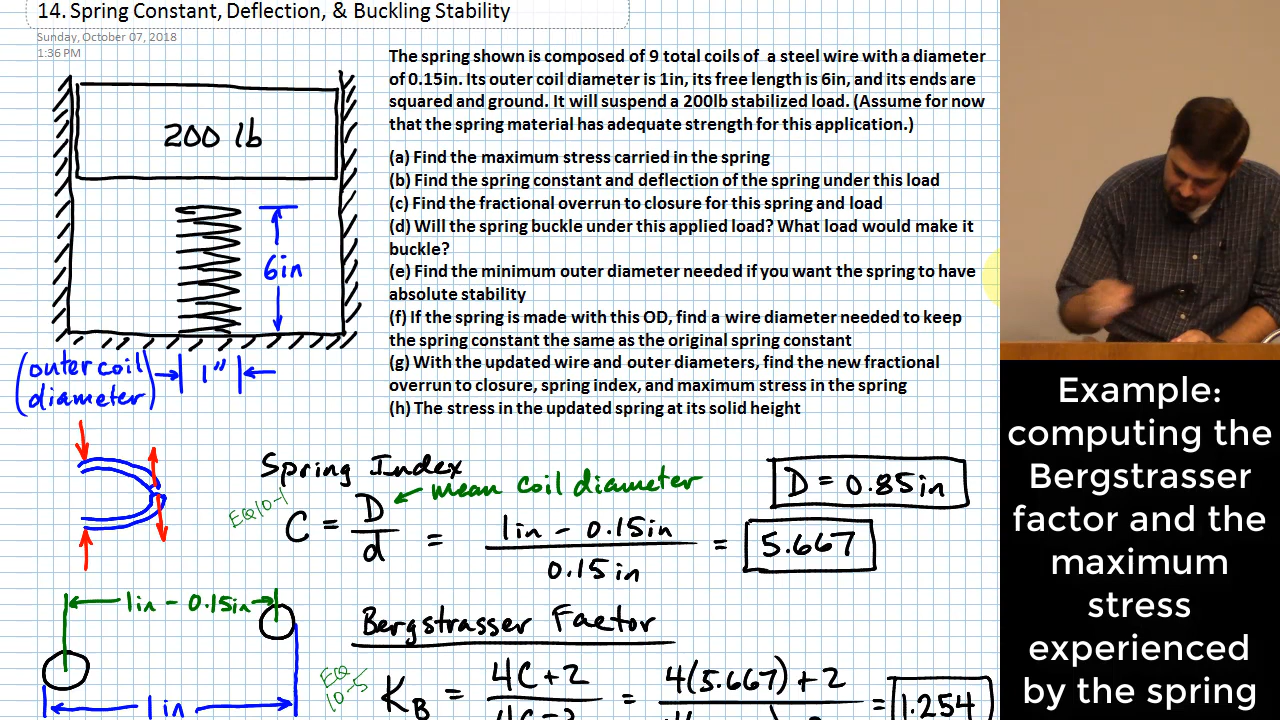 14. Spring Constant, Deflection, & Buckling Stability
Sunday, October 07, 2018
1:36 PM
The spring shown is composed of 9 total coils of a steel wire with a diameter
of 0.15in. Its outer coil diameter is 1in, its free length is 6in, and its ends are
squared and ground. It will suspend a 200lb stabilized load. (Assume for now
that the spring material has adequate strength for this application.)
(a) Find the maximum stress carried in the spring
(b) Find the spring constant and deflection of the spring under this load
(c) Find the fractional overrun to closure for this spring and load
(d) Will the spring buckle under this applied load? What load would make it
buckle?
(e) Find the minimum outer diameter needed if you want the spring to have
absolute stability
(f) If the spring is made with this OD, find a wire diameter needed to keep
the spring constant the same as the original spring constant
(g) With the updated wire and outer diameters, find the new fractional
overrun to closure, spring index, and maximum stress in the spring
(h) The stress in the updated spring at its solid height
200 lb
6in
(outer coil diameter)
1"
Spring Index
mean coil diameter
D = 0.85in
EQ 10-1
C = D/d = (1in - 0.15in)/0.15in = 5.667
1in - 0.15in
1in
Bergstrasser Factor
EQ 10-5
K_B = 4C+2 = 4(5.667)+2 = 1.254
Example:
computing the
Bergstrasser
factor and the
maximum
stress
experienced
by the spring